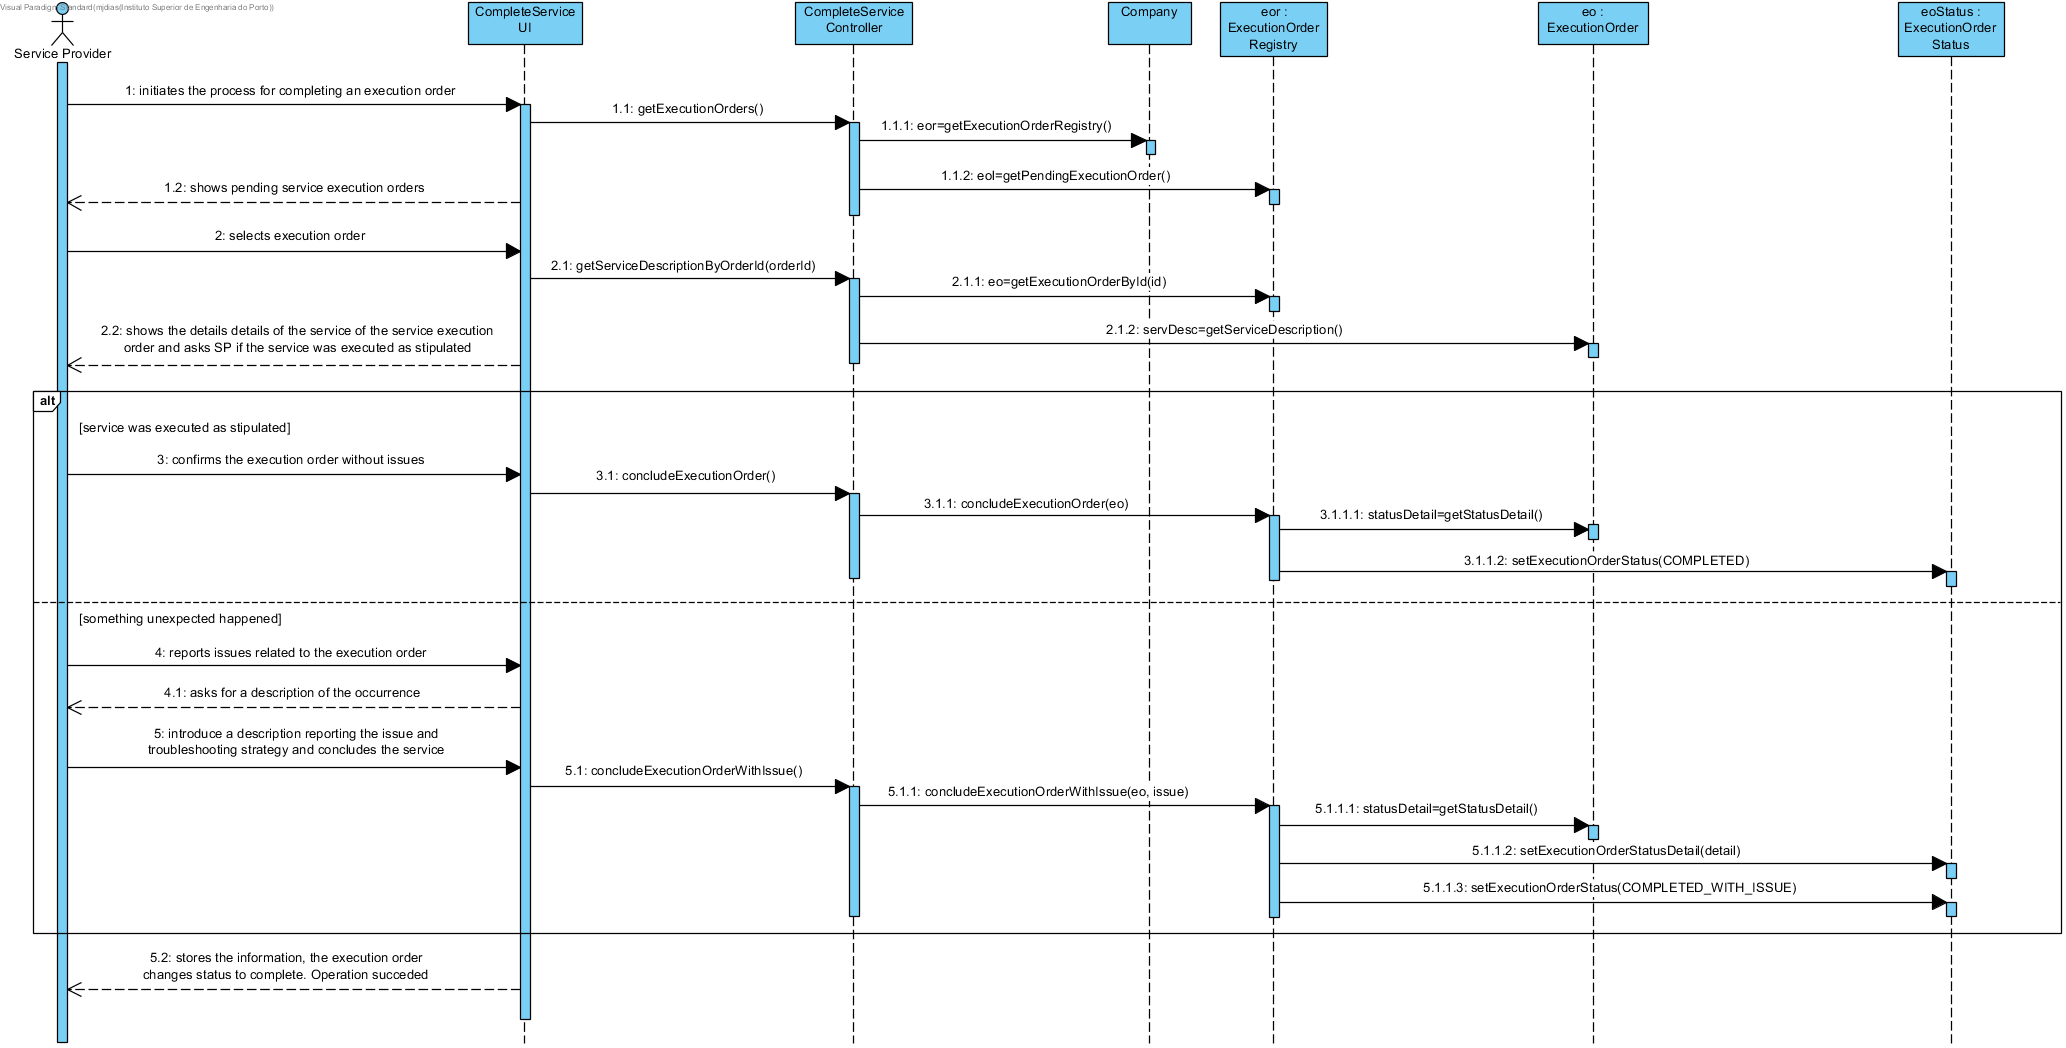 Visual Paradigm Standard(mjdias(Instituto Superior de Engenharia do Porto))
Service Provider
CompleteService
UI
CompleteService
Controller
Company
eor :
ExecutionOrder
Registry
eo :
ExecutionOrder
eoStatus :
ExecutionOrder
Status
1: initiates the process for completing an execution order
1.1: getExecutionOrders()
1.1.1: eor=getExecutionOrderRegistry()
1.1.2: eol=getPendingExecutionOrder()
1.2: shows pending service execution orders
2: selects execution order
2.1: getServiceDescriptionByOrderId(orderId)
2.1.1: eo=getExecutionOrderById(id)
2.1.2: servDesc=getServiceDescription()
2.2: shows the details details of the service of the service execution
order and asks SP if the service was executed as stipulated
alt
[service was executed as stipulated]
3: confirms the execution order without issues
3.1: concludeExecutionOrder()
3.1.1: concludeExecutionOrder(eo)
3.1.1.1: statusDetail=getStatusDetail()
3.1.1.2: setExecutionOrderStatus(COMPLETED)
[something unexpected happened]
4: reports issues related to the execution order
4.1: asks for a description of the occurrence
5: introduce a description reporting the issue and
troubleshooting strategy and concludes the service
5.1: concludeExecutionOrderWithIssue()
5.1.1: concludeExecutionOrderWithIssue(eo, issue)
5.1.1.1: statusDetail=getStatusDetail()
5.1.1.2: setExecutionOrderStatusDetail(detail)
5.1.1.3: setExecutionOrderStatus(COMPLETED_WITH_ISSUE)
5.2: stores the information, the execution order
changes status to complete. Operation succeded